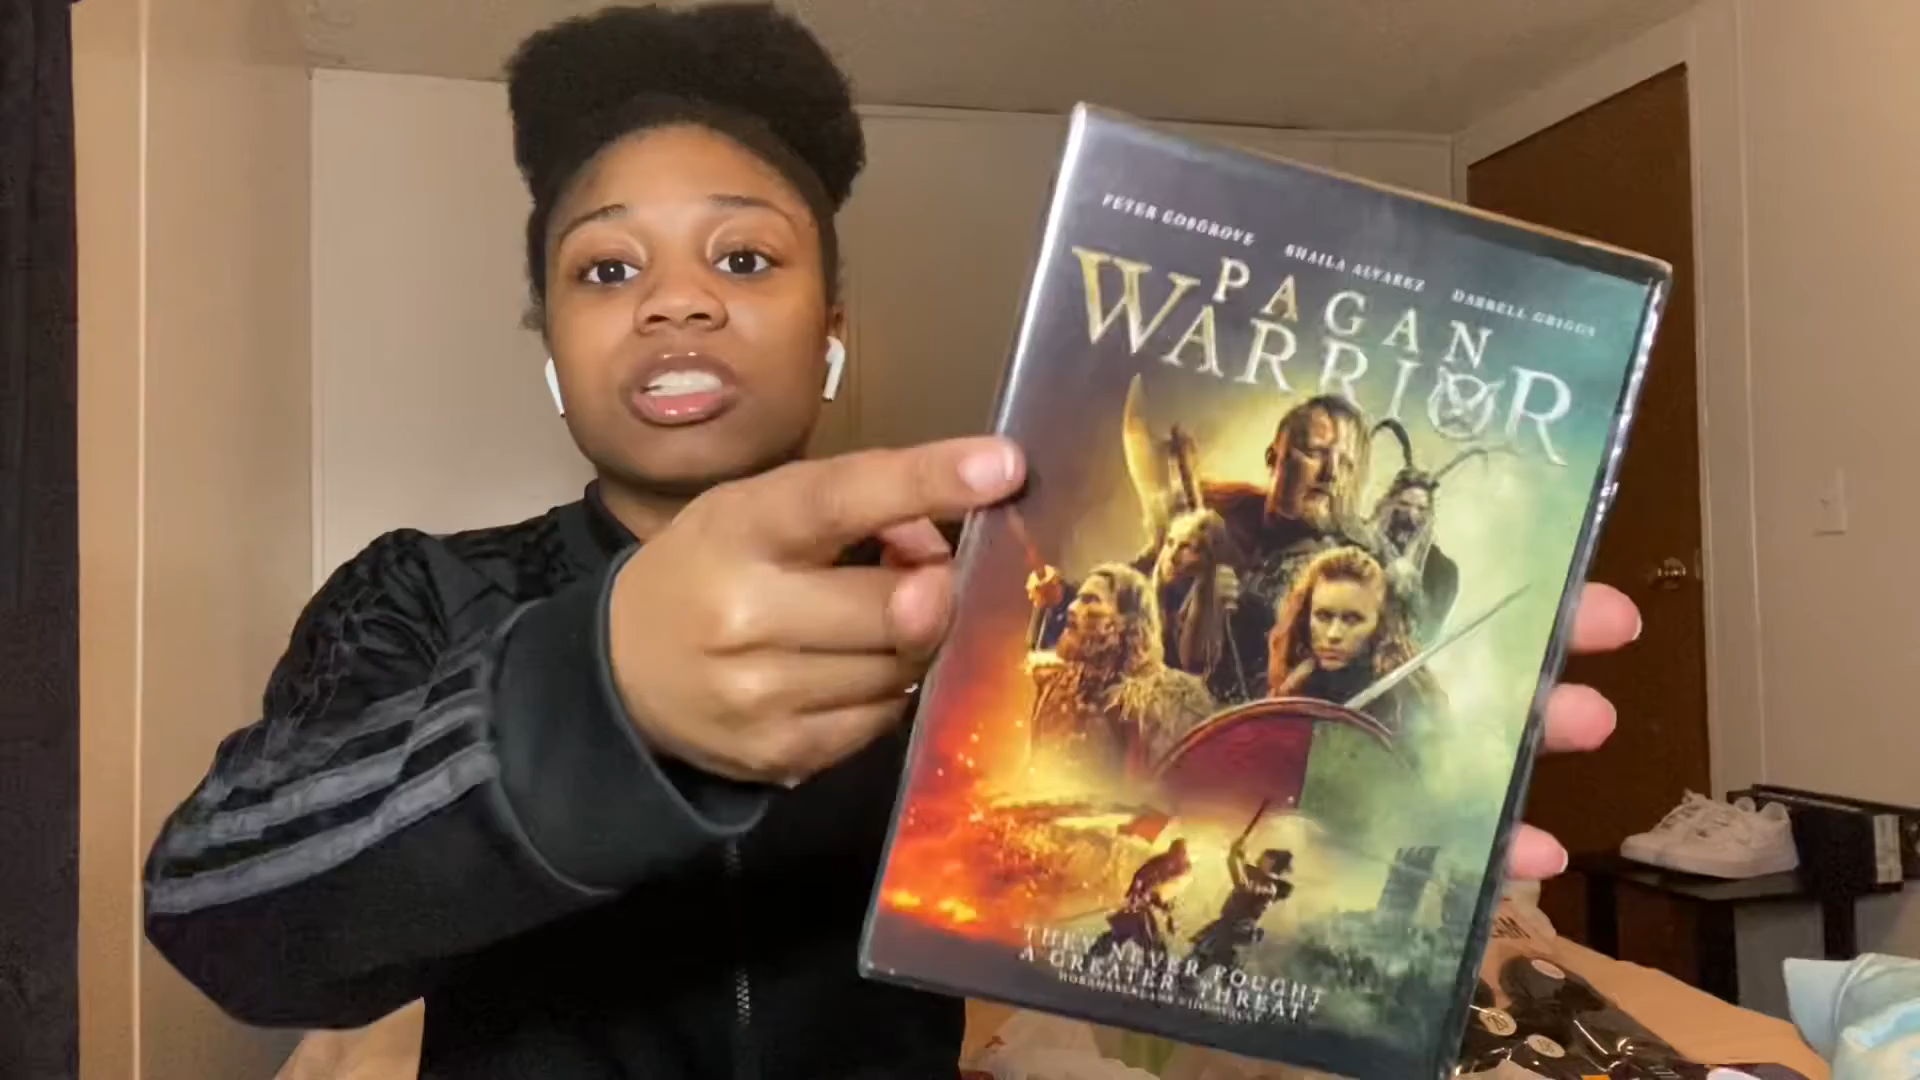 PETER COSGROVE SHAILA ALVAREZ DARRELL GRIGGS
PAGAN
WARRIOR
THEY NEVER FOUGHT
A GREATER THREAT